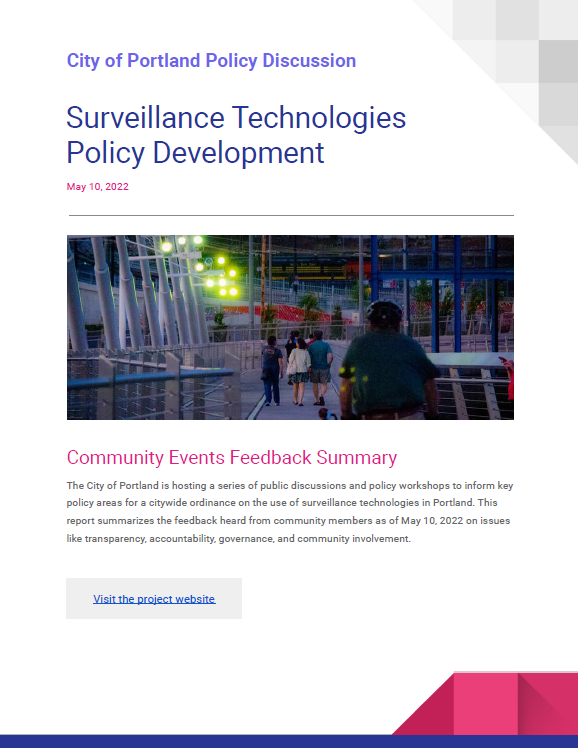 City of Portland Policy Discussion
Surveillance Technologies
Policy Development
May 10, 2022
Community Events Feedback Summary
The City of Portland is hosting a series of public discussions and policy workshops to inform key
policy areas for a citywide ordinance on the use of surveillance technologies in Portland. This
report summarizes the feedback heard from community members as of May 10, 2022 on issues
like transparency, accountability, governance, and community involvement.
Visit the project website